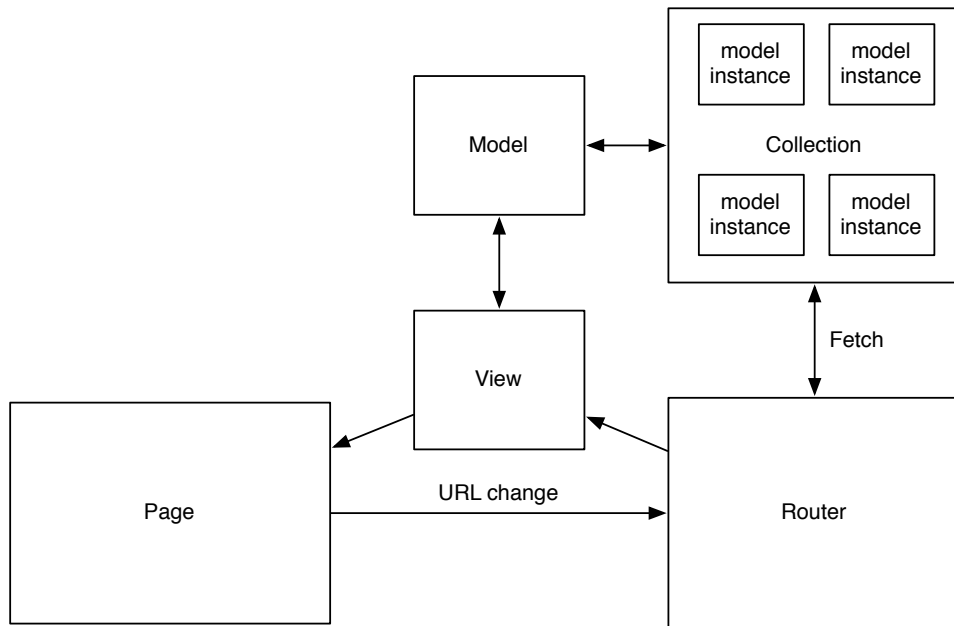 model
instance
model
instance
Model
Collection
model
instance
model
instance
Fetch
View
URL change
Page
Router